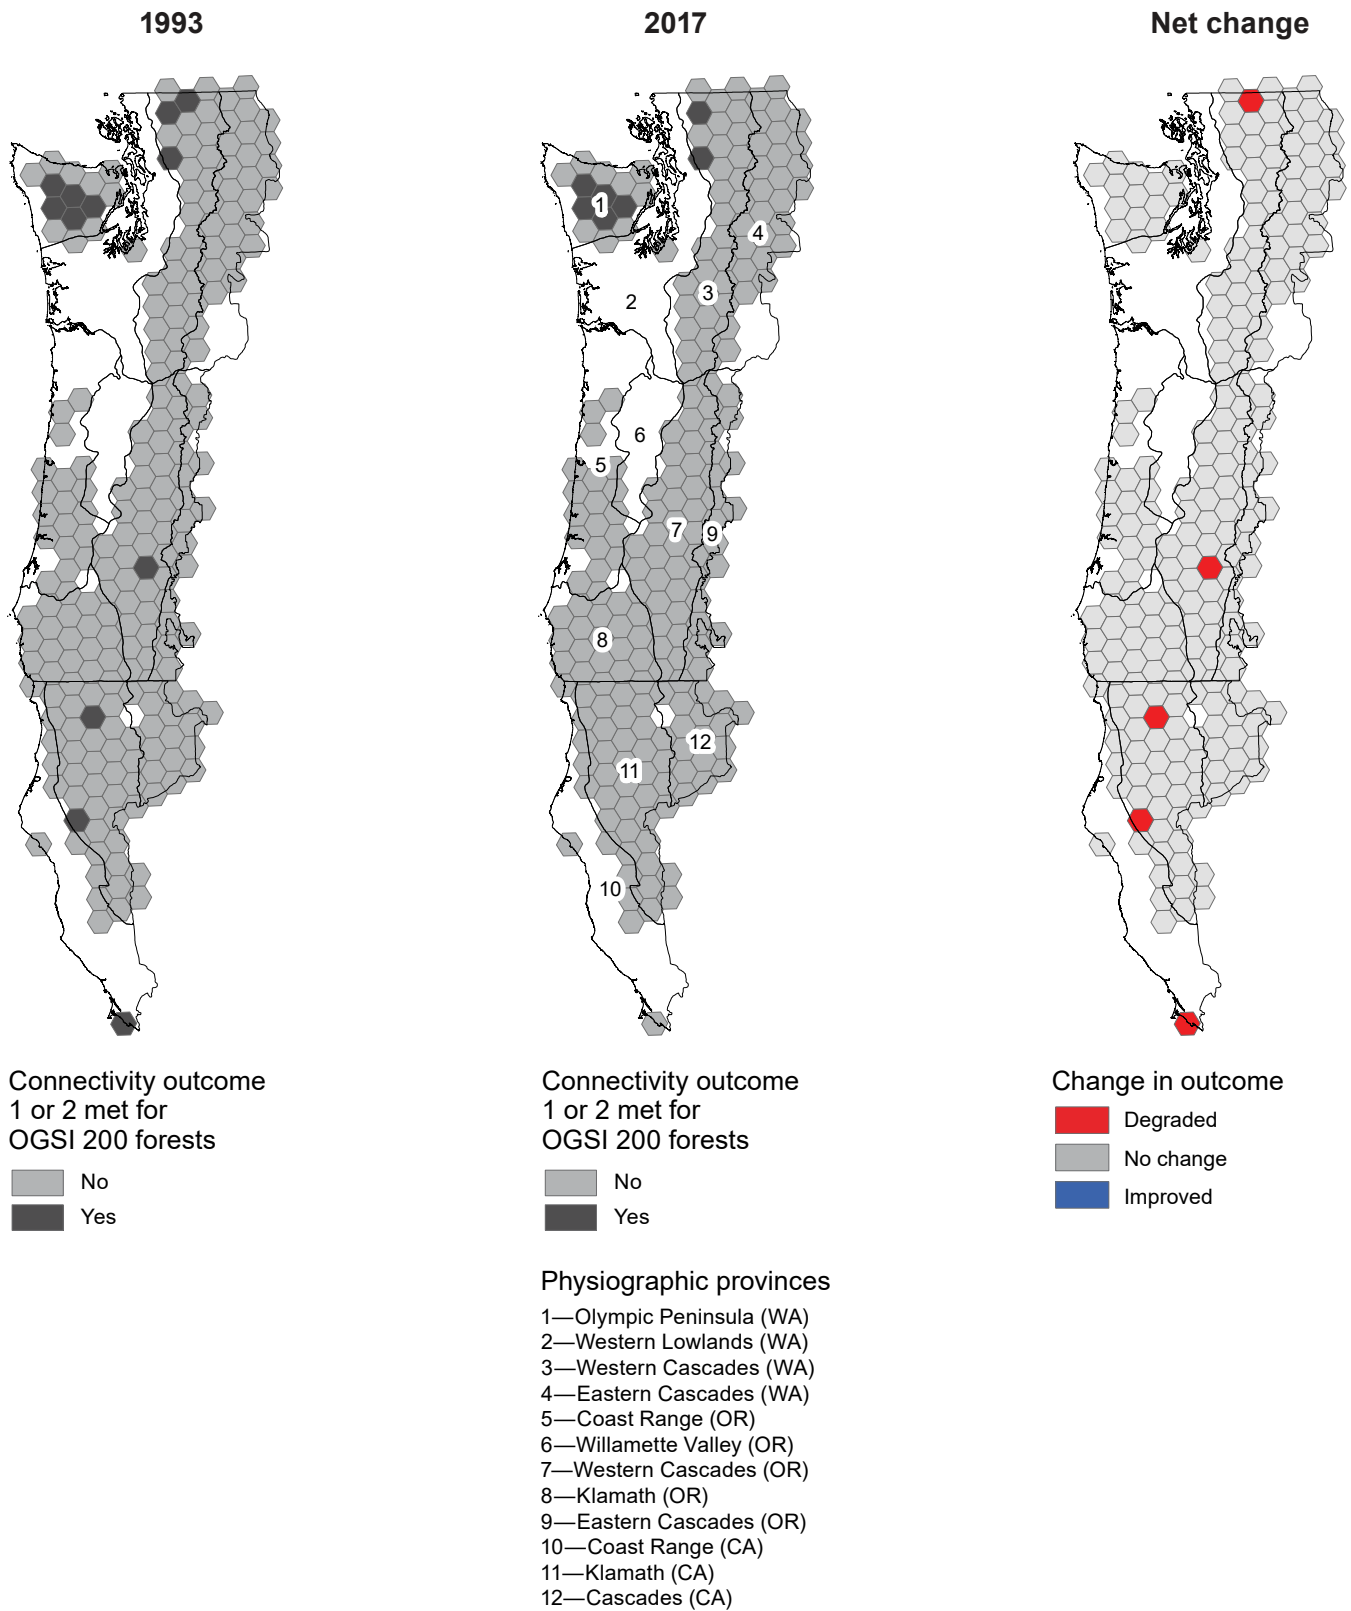 1993
2017
Net change
1
2
3
4
5
6
7
8
9
10
11
12
Connectivity outcome
1 or 2 met for
OGSI 200 forests
No
Yes
Connectivity outcome
1 or 2 met for
OGSI 200 forests
No
Yes
Change in outcome
Degraded
No change
Improved
Physiographic provinces
1—Olympic Peninsula (WA)
2—Western Lowlands (WA)
3—Western Cascades (WA)
4—Eastern Cascades (WA)
5—Coast Range (OR)
6—Willamette Valley (OR)
7—Western Cascades (OR)
8—Klamath (OR)
9—Eastern Cascades (OR)
10—Coast Range (CA)
11—Klamath (CA)
12—Cascades (CA)